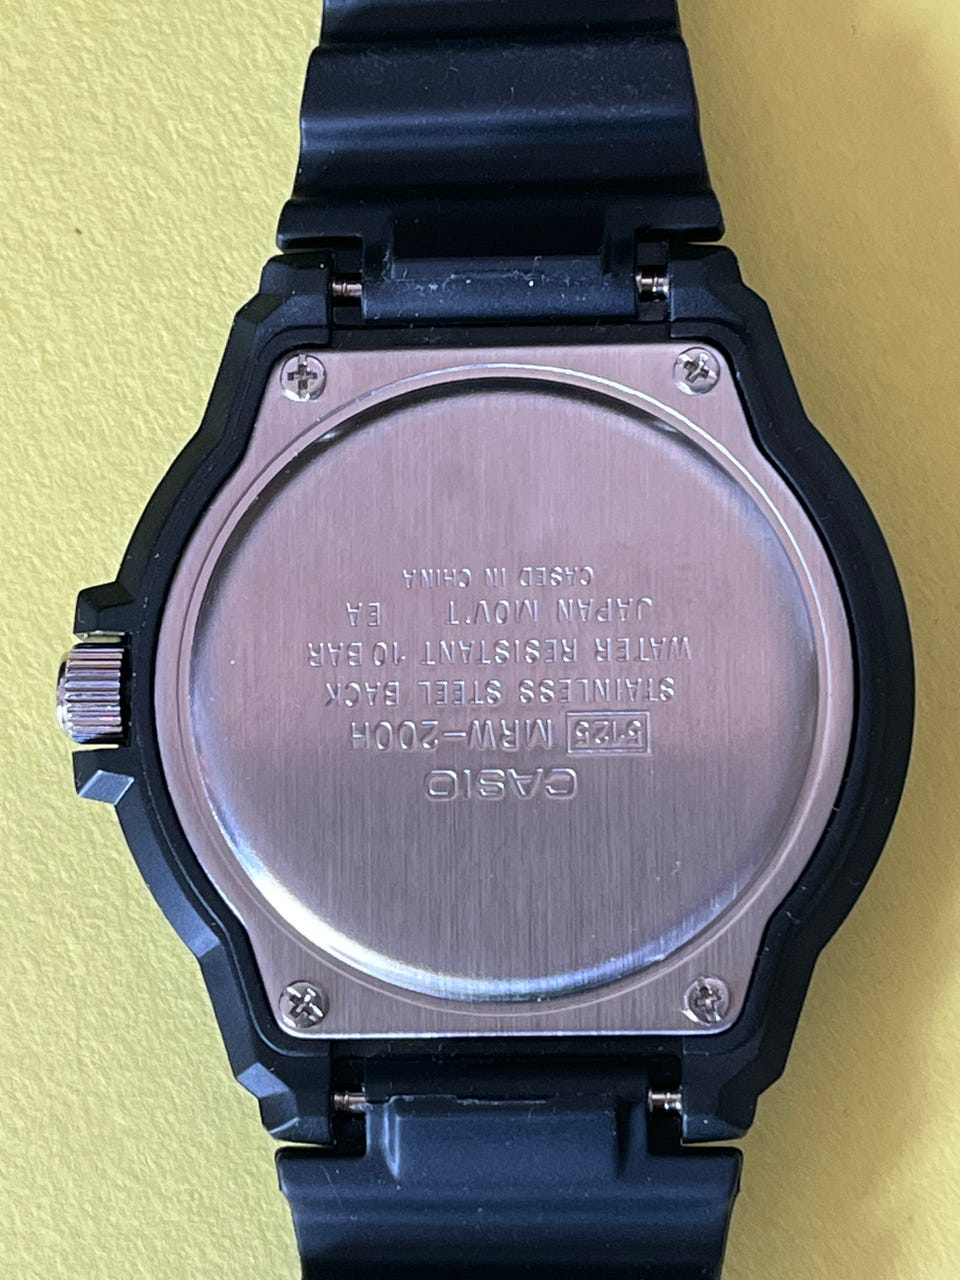 CASIO
5125 MRW-200H
STAINLESS STEEL BACK
WATER RESISTANT 10 BAR
JAPAN MOV'T EA
CASED IN CHINA